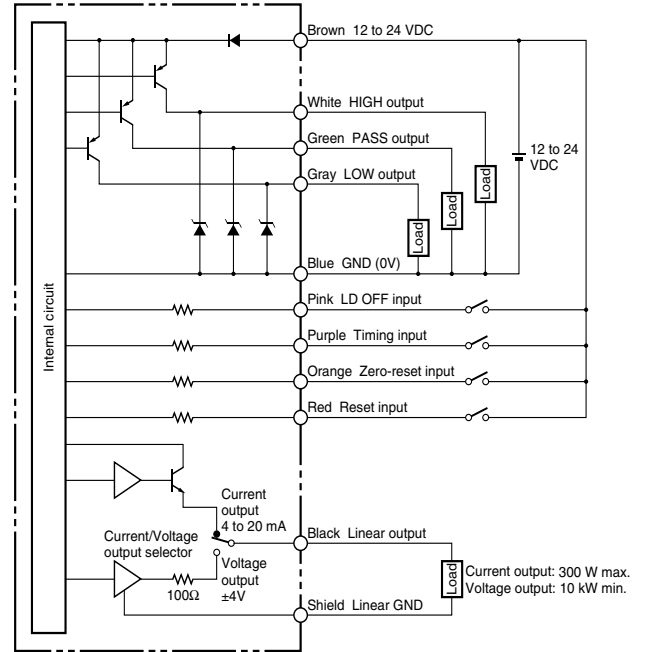 Brown 12 to 24 VDC
White HIGH output
Green PASS output
12 to 24
VDC
Gray LOW output
Load
Load
Load
Blue GND (0V)
Internal circuit
Pink LD OFF input
Purple Timing input
Orange Zero-reset input
Red Reset input
Current
output
4 to 20 mA
Current/Voltage
output selector
Black Linear output
Voltage
output
±4V
100Ω
Load
Current output: 300 W max.
Voltage output: 10 kW min.
Shield Linear GND